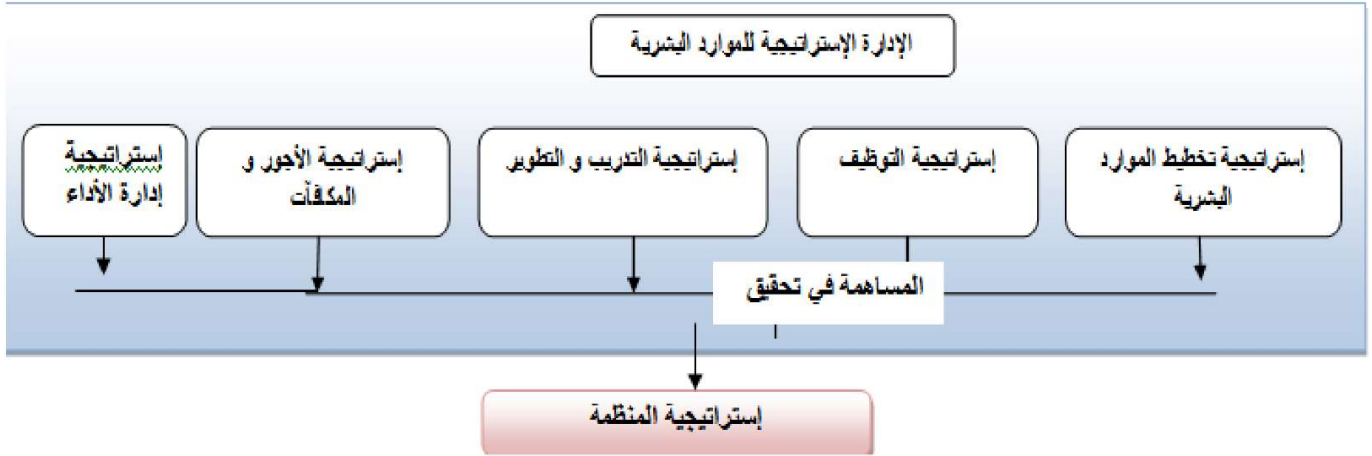 الإدارة الإستراتيجية للموارد البشرية
إستراتيجية تخطيط الموارد
البشرية
إستراتيجية التوظيف
إستراتيجية التدريب و التطوير
إستراتيجية الأجور و
المكافآت
إستراتيجية
إدارة الأداء
المساهمة في تحقيق
إستراتيجية المنظمة